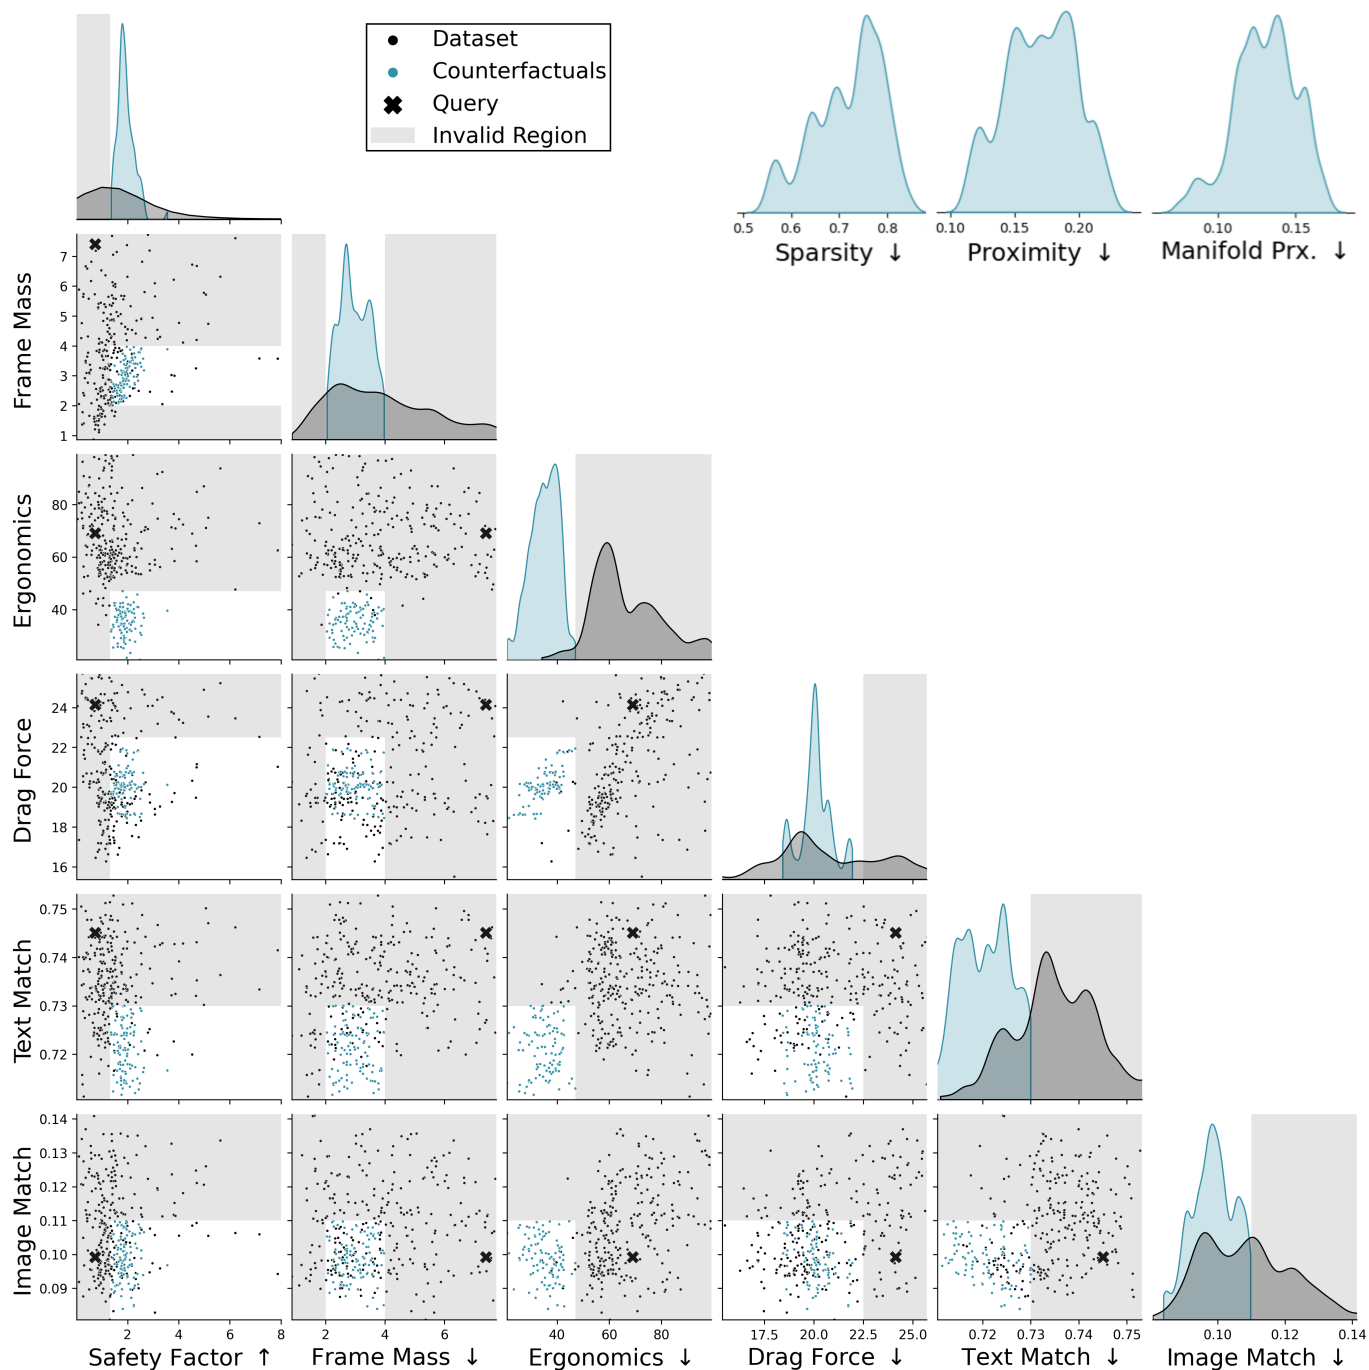 Dataset
Counterfactuals
Query
Invalid Region
0.5 0.6 0.7 0.8
Sparsity ↓
0.10 0.15 0.20
Proximity ↓
0.10 0.15
Manifold Prx. ↓
Frame Mass
7
6
5
4
3
2
1
Ergonomics
80
60
40
Drag Force
24
22
20
18
16
Text Match
0.75
0.74
0.73
0.72
Image Match
0.14
0.13
0.12
0.11
0.10
0.09
2 4 6 8
2 4 6
40 60 80
17.5 20.0 22.5 25.0
0.72 0.73 0.74 0.75
0.10 0.12 0.14
Safety Factor ↑
Frame Mass ↓
Ergonomics ↓
Drag Force ↓
Text Match ↓
Image Match ↓